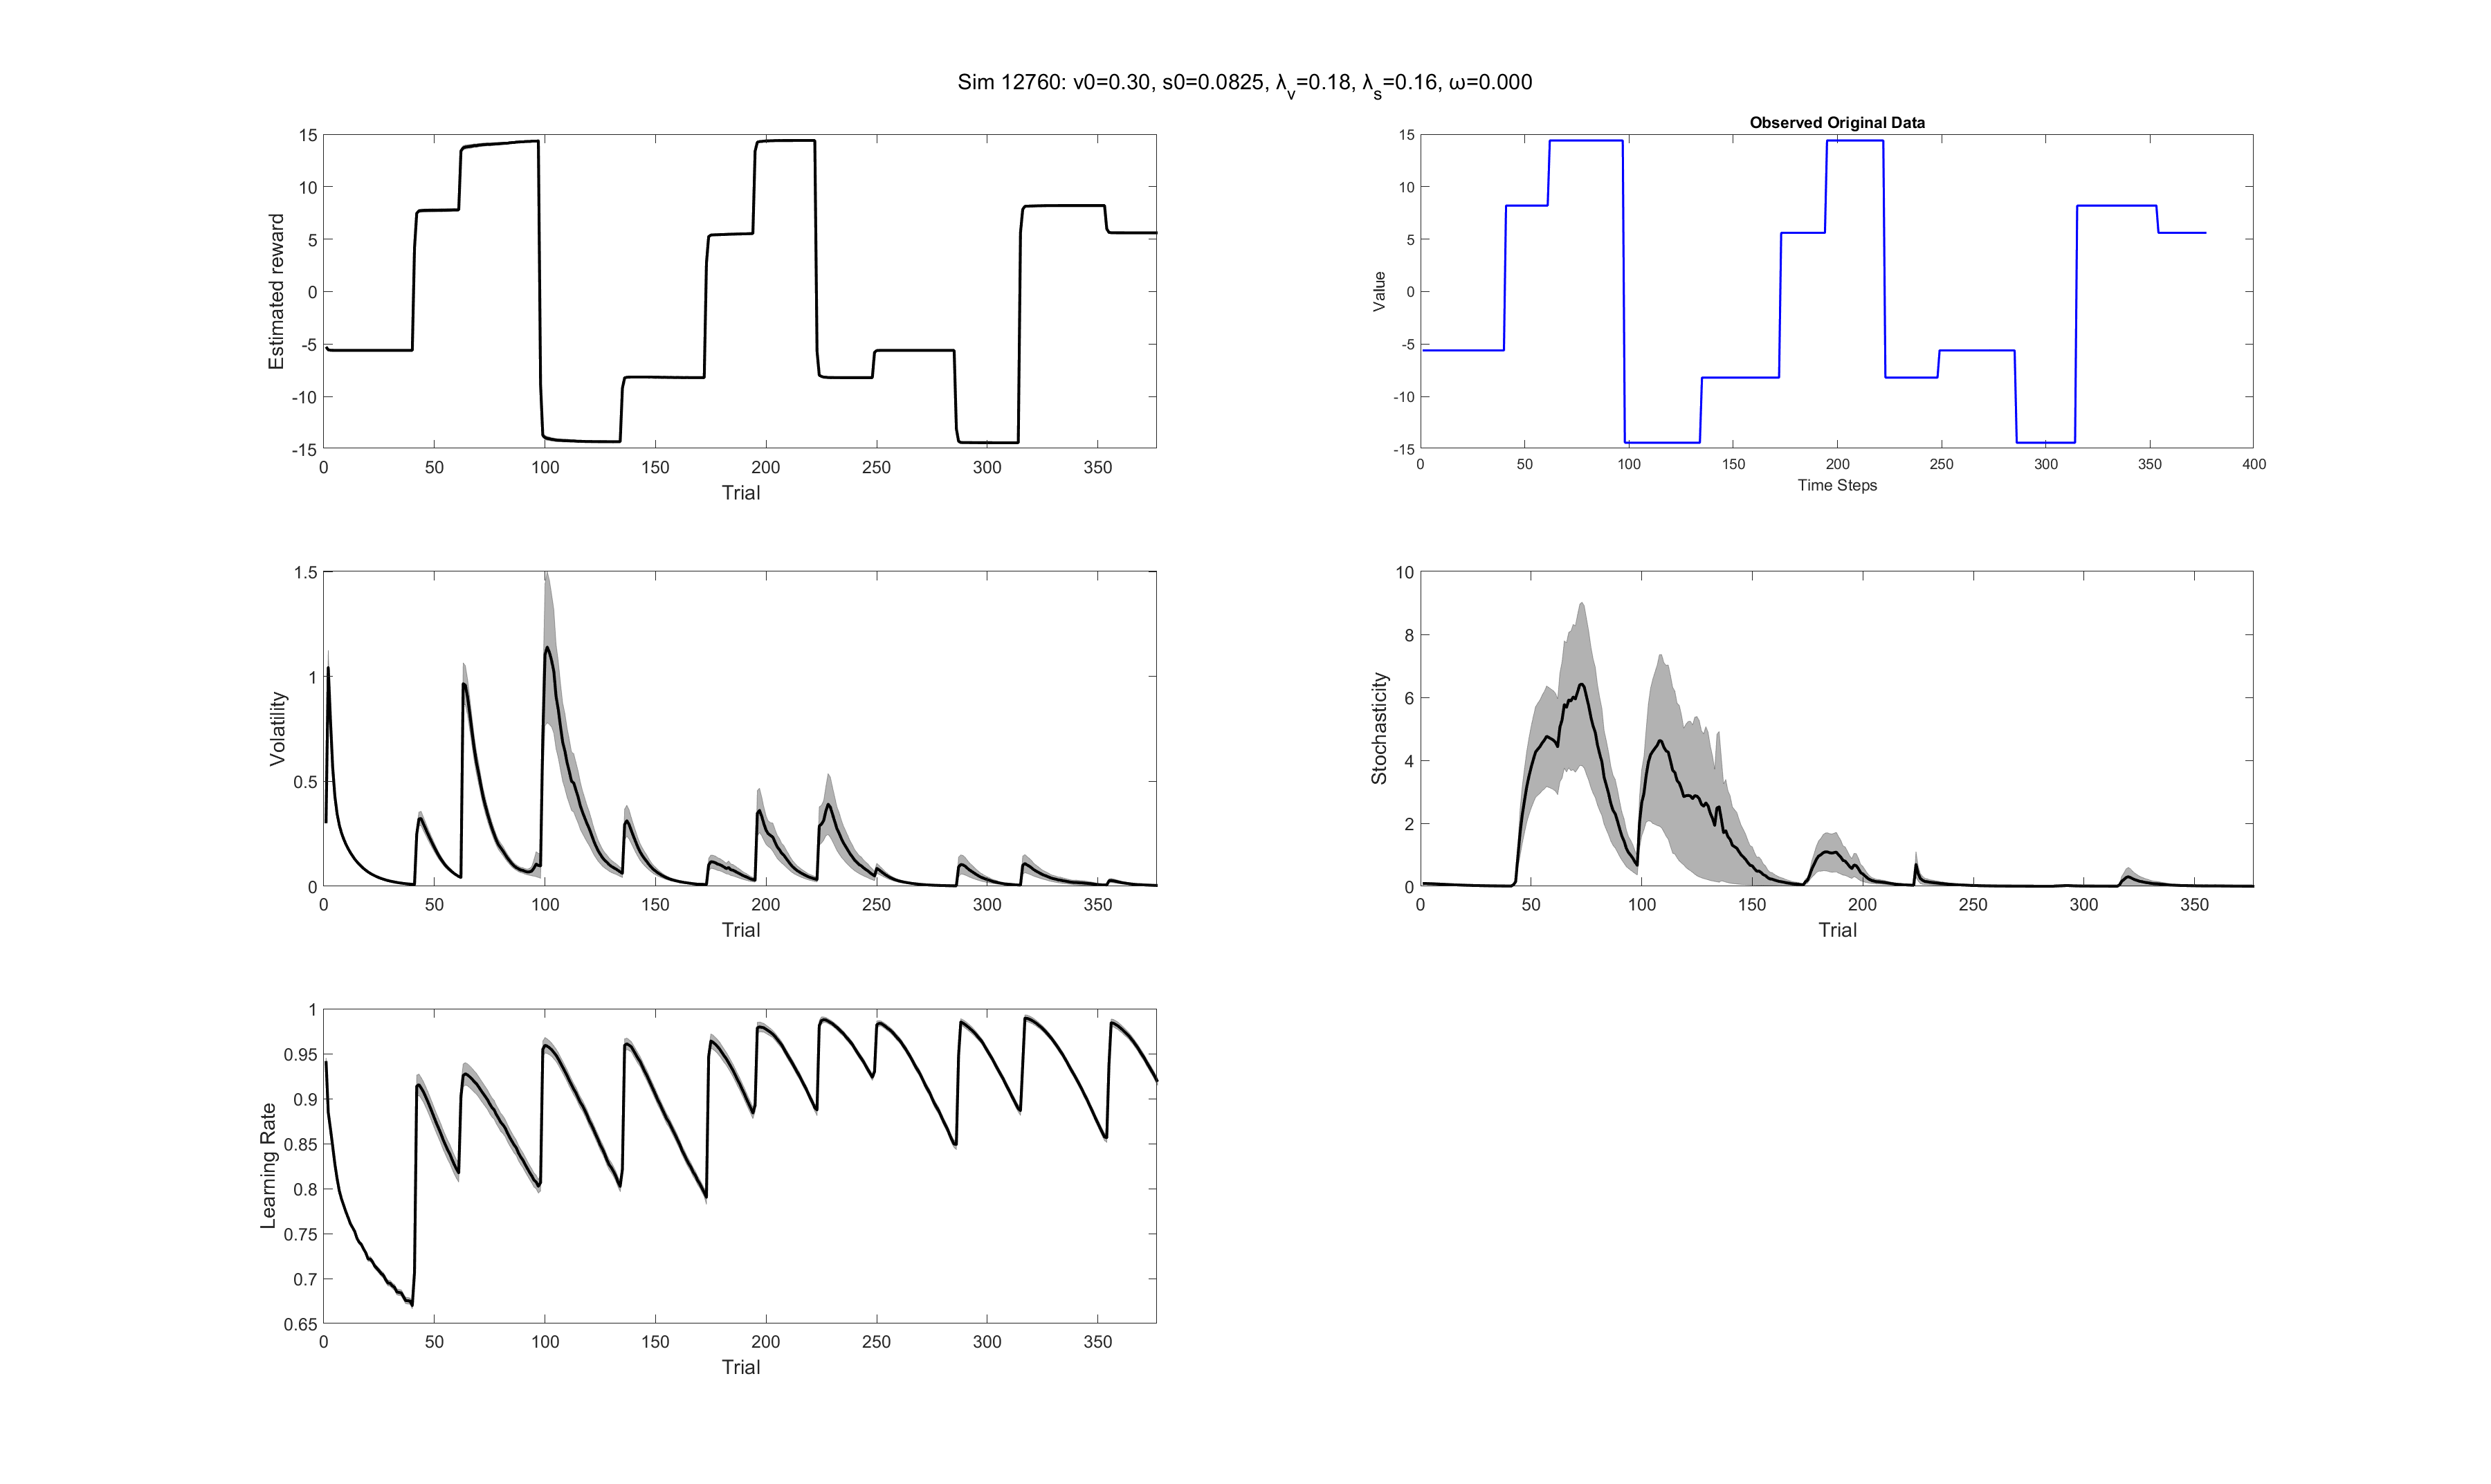 Sim 12760: v0=0.30, s0=0.0825, λv=0.18, λs=0.16, ω=0.000
15
10
5
0
-5
-10
-15
Estimated reward
0 50 100 150 200 250 300 350
Trial
Observed Original Data
15
10
5
0
-5
-10
-15
Value
0 50 100 150 200 250 300 350 400
Time Steps
1.5
1
0.5
0
Volatility
0 50 100 150 200 250 300 350
Trial
10
8
6
4
2
0
Stochasticity
0 50 100 150 200 250 300 350
Trial
1
0.95
0.9
0.85
0.8
0.75
0.7
0.65
Learning Rate
0 50 100 150 200 250 300 350
Trial